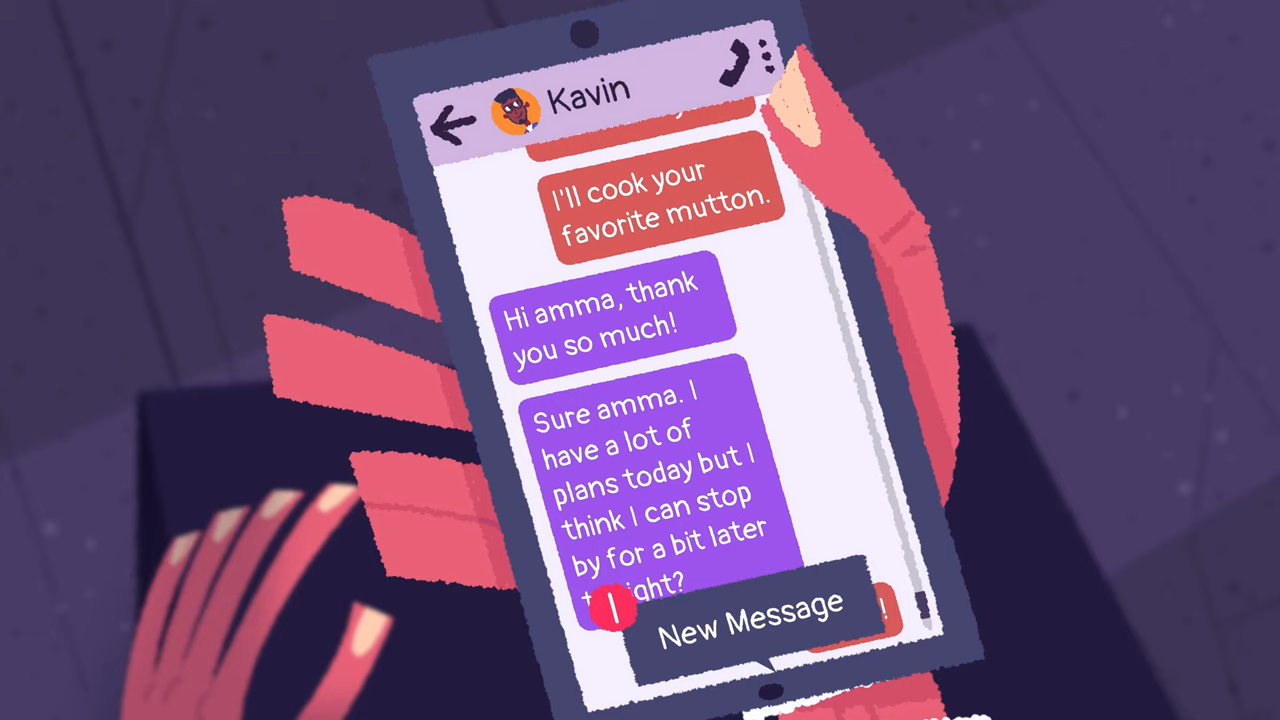 Kavin
I'll cook your
favorite mutton.
Hi amma, thank
you so much!
Sure amma. I
have a lot of
plans today but I
think I can stop
by for a bit later
1
New Message
!